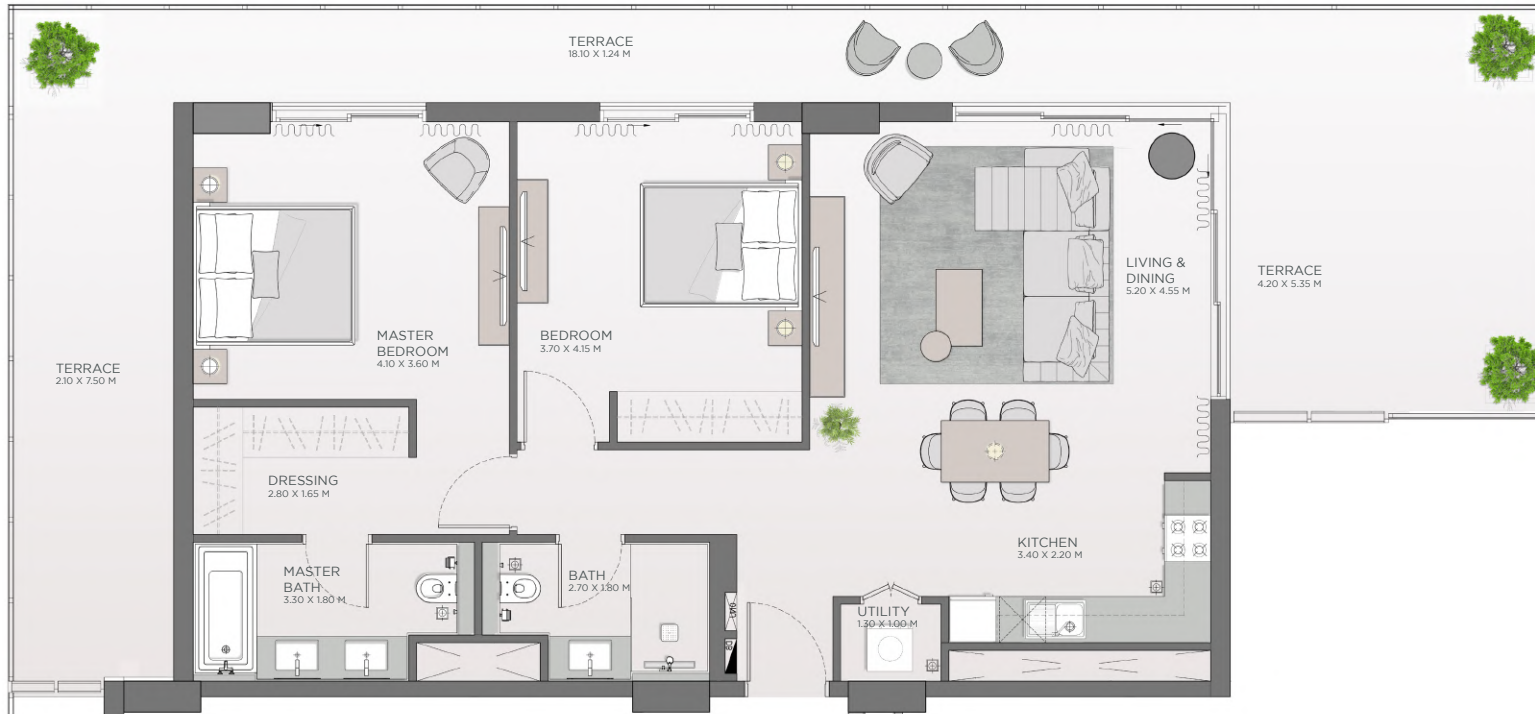 TERRACE
18.10 X 1.24 M
LIVING &
DINING
5.20 X 4.55 M
TERRACE
4.20 X 5.35 M
MASTER
BEDROOM
4.10 X 3.60 M
BEDROOM
3.70 X 4.15 M
TERRACE
2.10 X 7.50 M
DRESSING
2.80 X 1.65 M
KITCHEN
3.40 X 2.20 M
MASTER
BATH
3.30 X 1.80 M
BATH
2.70 X 1.80 M
UTILITY
1.30 X 1.00 M